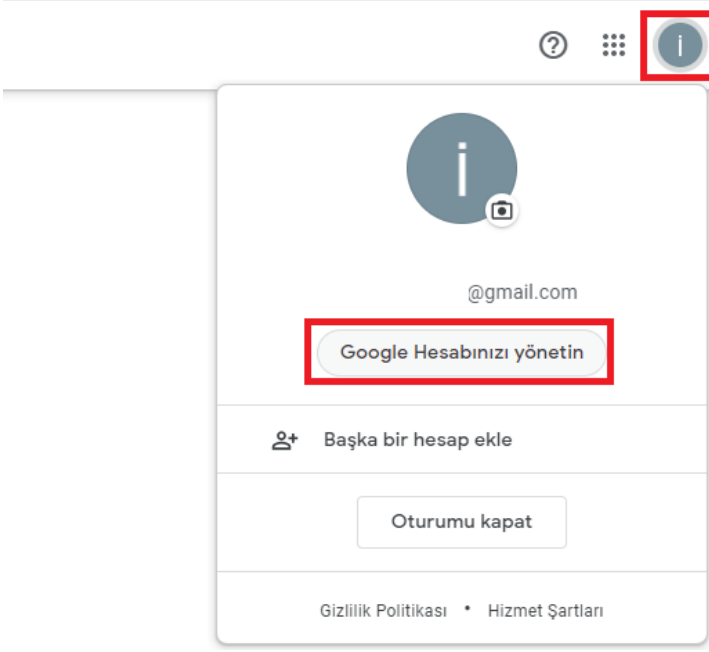 i
i
@gmail.com
Google Hesabınızı yönetin
Başka bir hesap ekle
Oturumu kapat
Gizlilik Politikası • Hizmet Şartları